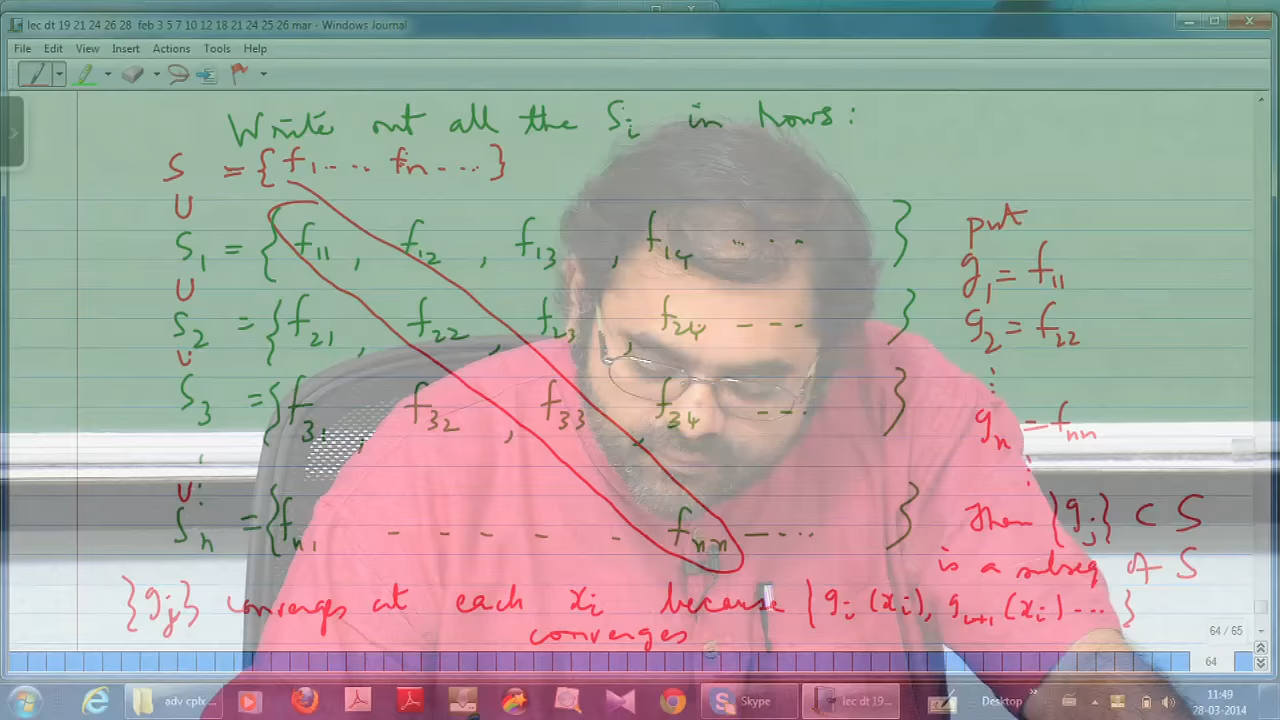 lec dt 19 21 24 26 28 feb 3 5 7 10 12 18 21 24 25 26 mar - Windows Journal
File Edit View Insert Actions Tools Help
Write out all the Si in rows:
S = {f1.... fn ....}
U
S1 = { f11 , f12 , f13 , f14 ..... }
U
S2 = { f21 , f22 , f23 , f24 - - - - }
U
S3 = { f31 , f32 , f33 , f34 - - - }
⋮
U
Sn = { fn1 - - - - - - fnn - ... }
put
g1 = f11
g2 = f22
⋮
gn = fnn
⋮
then {gj} ⊂ S
is a subseq of S
{gj} converges at each xi because {gi(xi), gi+1(xi) ... }
converges
64 / 65
64
adv cplx ...
Skype
lec dt 19...
Desktop
11:49
28-03-2014